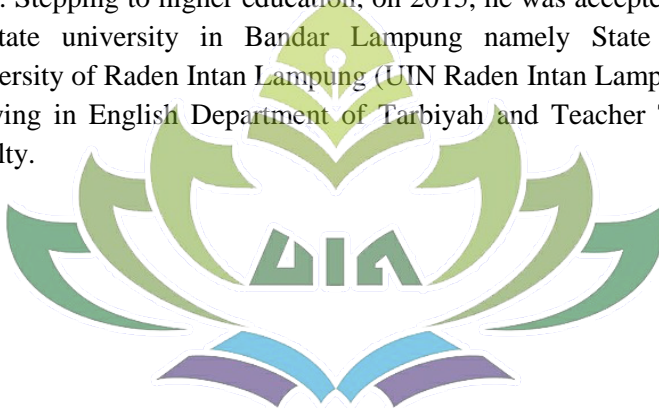 . Stepping to higher education, on 2015, he was accepte
tate university in Bandar Lampung namely State
ersity of Raden Intan Lampung (UIN Raden Intan Lamp
ying in English Department of Tarbiyah and Teacher
lty.
UIN